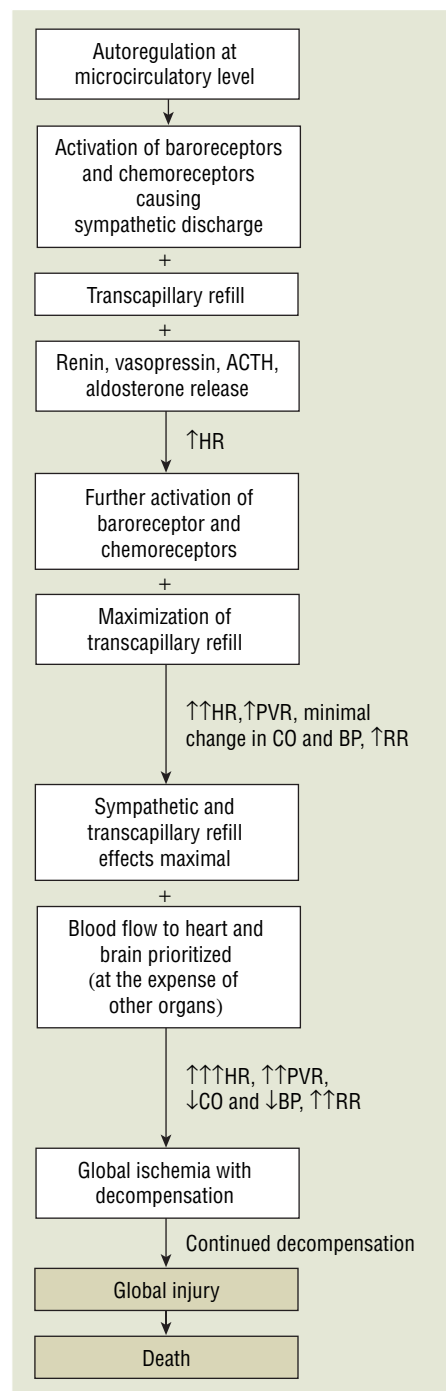 Autoregulation at
microcirculatory level
Activation of baroreceptors
and chemoreceptors
causing
sympathetic discharge
+
Transcapillary refill
+
Renin, vasopressin, ACTH,
aldosterone release
↑HR
Further activation of
baroreceptor and
chemoreceptors
+
Maximization of
transcapillary refill
↑↑HR,↑PVR, minimal
change in CO and BP, ↑RR
Sympathetic and
transcapillary refill
effects maximal
+
Blood flow to heart and
brain prioritized
(at the expense of
other organs)
↑↑↑HR, ↑↑PVR,
↓CO and ↓BP, ↑↑RR
Global ischemia with
decompensation
Continued decompensation
Global injury
Death